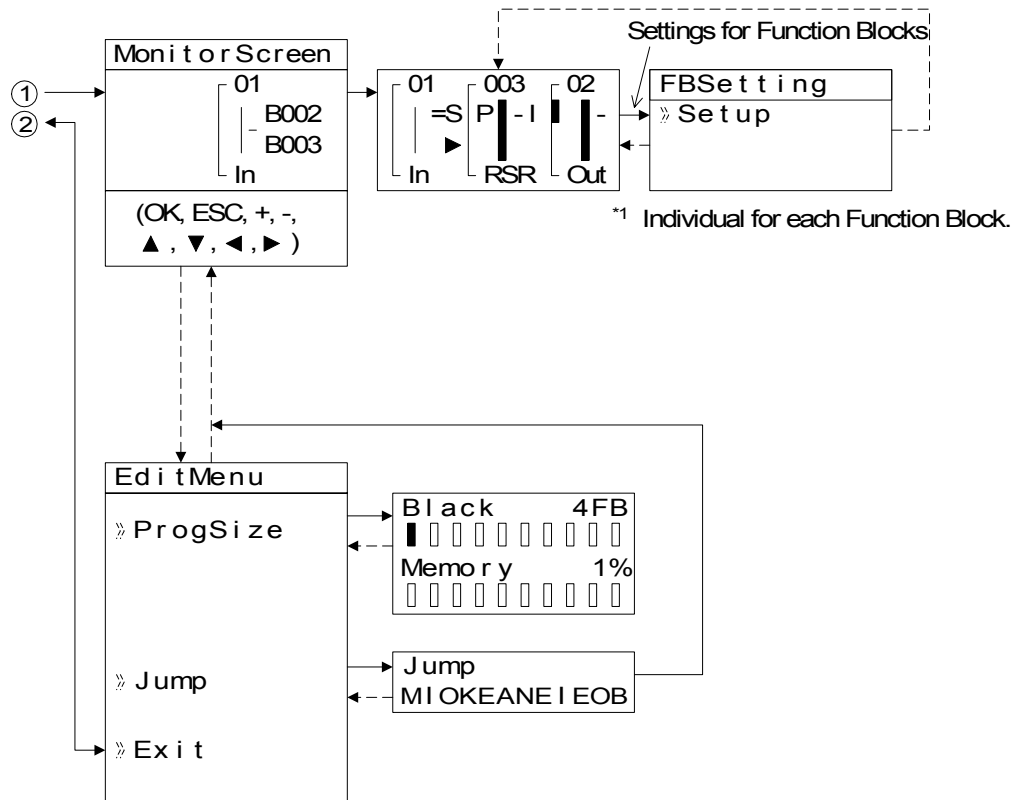 Settings for Function Blocks
MonitorScreen
① 
②
01
B002
B003
In
(OK, ESC, +, -,
▲ , ▼ , ◄ , ► )
01 003 02
=S P - I -
►
In RSR Out
FBSetting
» Setup
*1 Individual for each Function Block.
EditMenu
» ProgSize
» Jump
» Exit
Black 4FB
Memory 1%
Jump
MIOKEANEIEOB